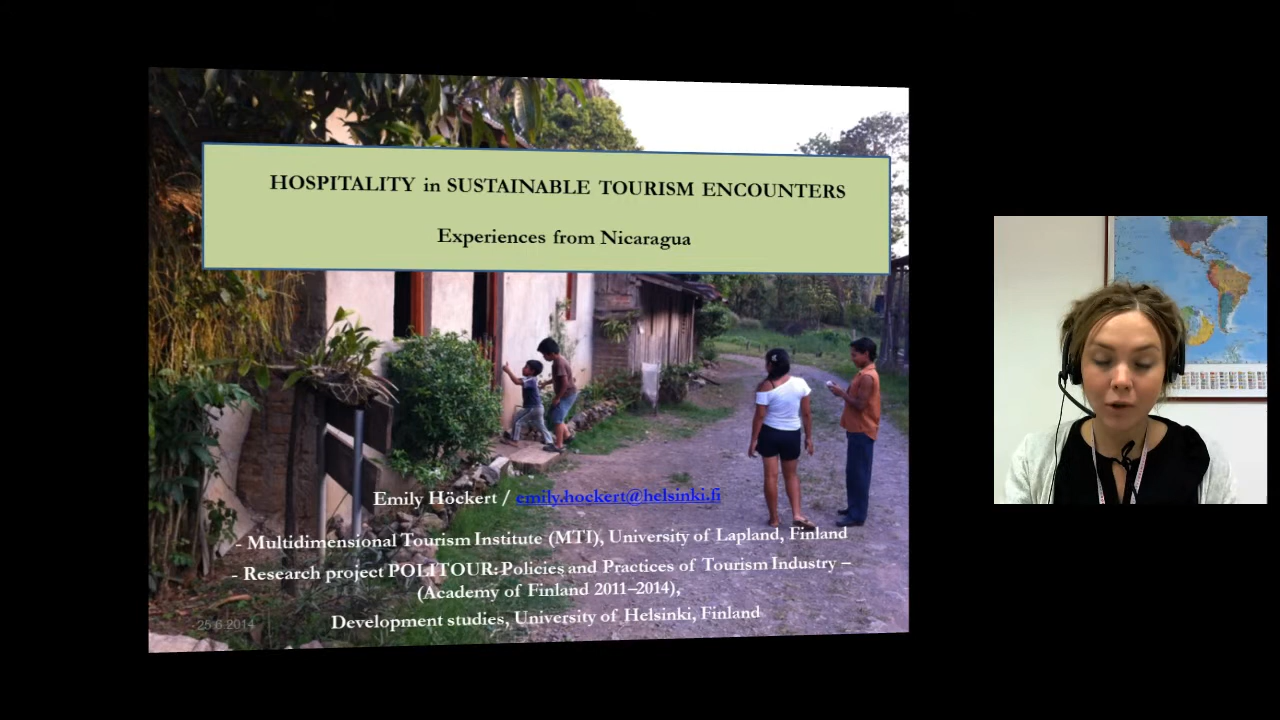 HOSPITALITY in SUSTAINABLE TOURISM ENCOUNTERS
Experiences from Nicaragua
Emily Höckert / emily.hockert@helsinki.fi
- Multidimensional Tourism Institute (MTI), University of Lapland, Finland
- Research project POLITOUR: Policies and Practices of Tourism Industry –
(Academy of Finland 2011–2014),
Development studies, University of Helsinki, Finland
25.6.2014